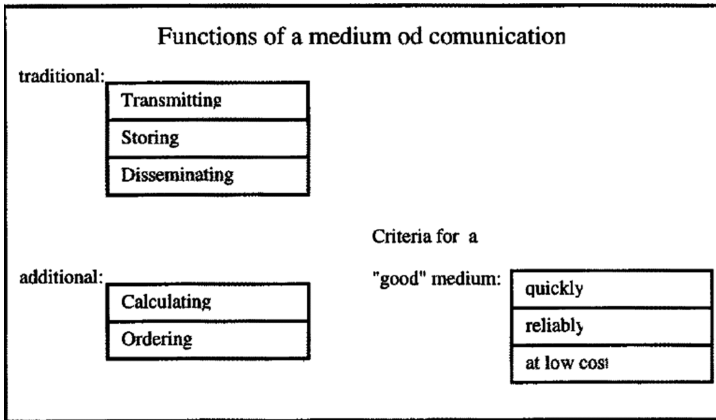 Functions of a medium od comunication
traditional:
Transmitting
Storing
Disseminating
additional:
Calculating
Ordering
Criteria for a
"good" medium:
quickly
reliably
at low cost